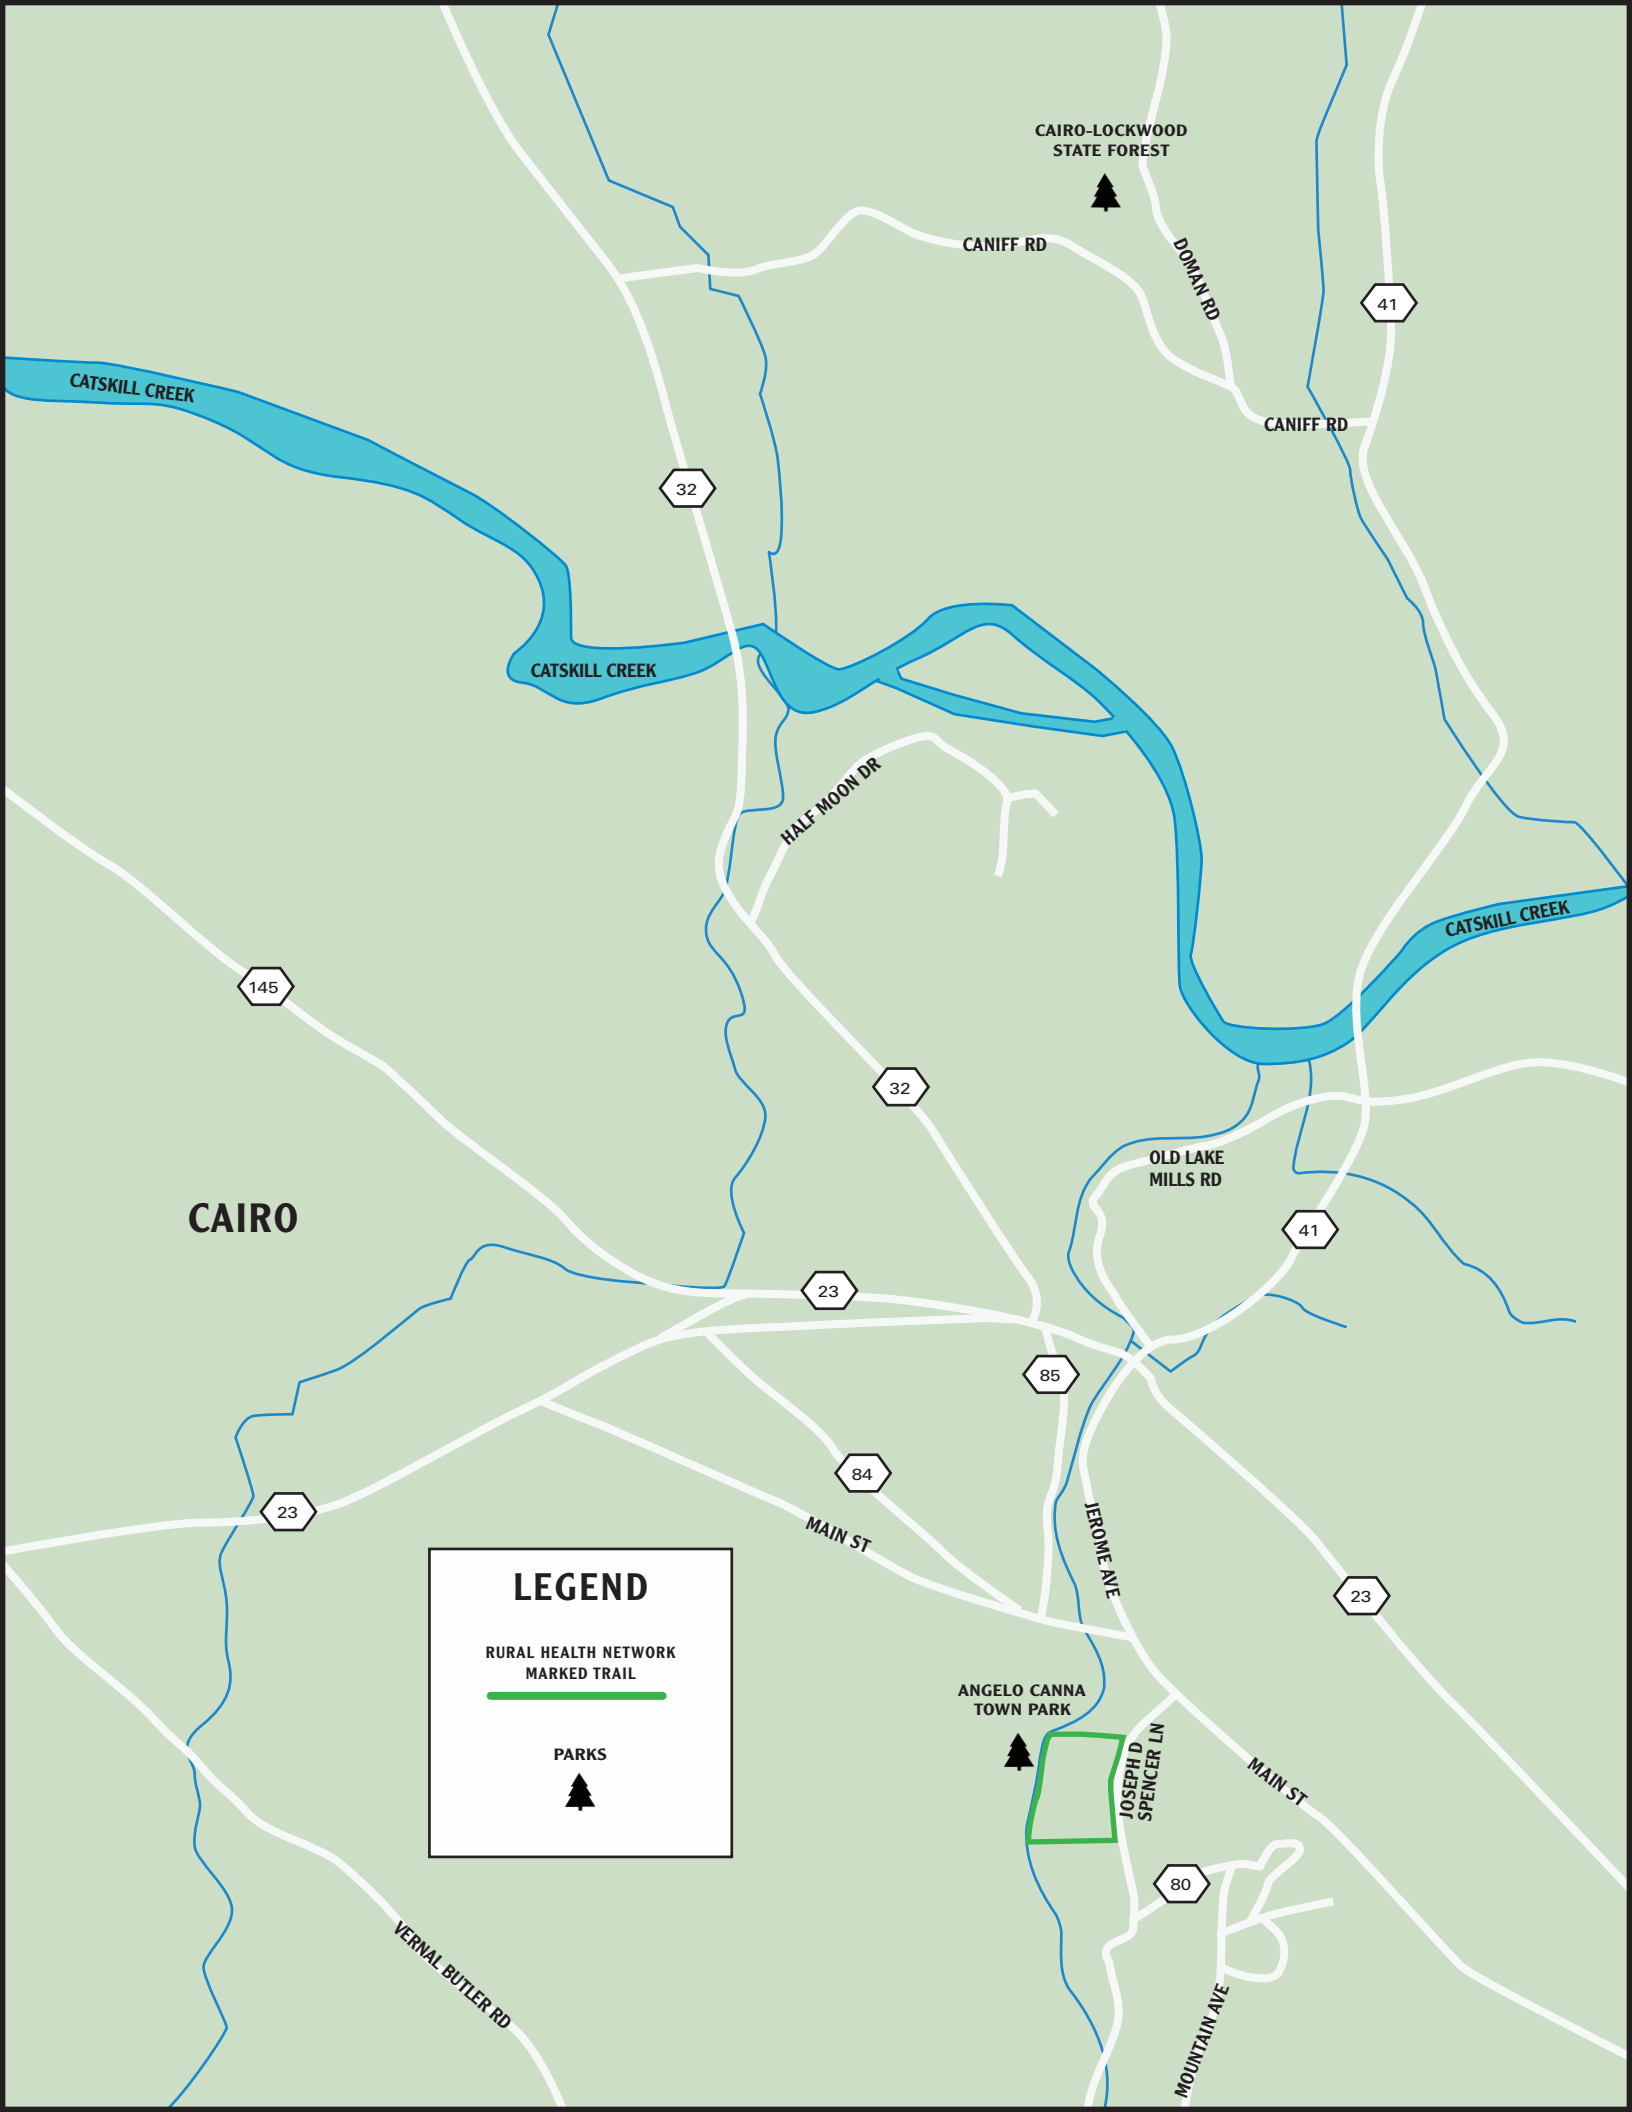 CAIRO-LOCKWOOD
STATE FOREST
CANIFF RD
DOMAN RD
41
CATSKILL CREEK
CANIFF RD
32
CATSKILL CREEK
HALF MOON DR
CATSKILL CREEK
145
32
OLD LAKE
MILLS RD
CAIRO
41
23
85
84
23
MAIN ST
JEROME AVE
23
LEGEND
RURAL HEALTH NETWORK
MARKED TRAIL
PARKS
ANGELO CANNA
TOWN PARK
JOSEPH D
SPENCER LN
MAIN ST
80
VERNAL BUTLER RD
MOUNTAIN AVE